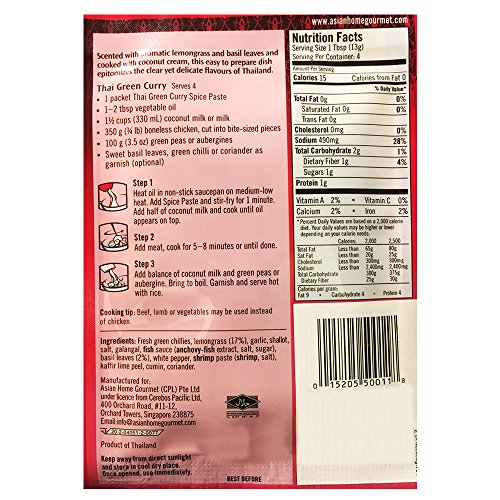 www.asianhomegourmet.com
Scented with aromatic lemongrass and basil leaves and
cooked with coconut cream, this easy to prepare dish
epitomizes the clear yet delicate flavours of Thailand.
Thai Green Curry Serves 4
• 1 packet Thai Green Curry Spice Paste
• 1–2 tbsp vegetable oil
• 1⅓ cups (330 mL) coconut milk or milk
• 350 g (¾ lb) boneless chicken, cut into bite-sized pieces
• 100 g (3.5 oz) green peas or aubergines
• Sweet basil leaves, green chilli or coriander as
garnish (optional)
Step 1
Heat oil in non-stick saucepan on medium-low
heat. Add Spice Paste and stir-fry for 1 minute.
Add half of coconut milk and cook until oil
appears on top.
Step 2
Add meat, cook for 5–8 minutes or until done.
Step 3
Add balance of coconut milk and green peas or
aubergine. Bring to boil. Garnish and serve hot
with rice.
Cooking tip: Beef, lamb or vegetables may be used instead
of chicken.
Ingredients: Fresh green chillies, lemongrass (17%), garlic, shallot,
salt, galangal, fish sauce (anchovy-fish extract, salt, sugar),
basil leaves (2%), white pepper, shrimp paste (shrimp, salt),
kaffir lime peel, cumin, coriander.
Manufactured for:
Asian Home Gourmet (CPL) Pte Ltd
under licence from Cerebos Pacific Ltd,
400 Orchard Road, #11-12,
Orchard Towers, Singapore 238875
Email:info@asianhomegourmet.com
Product of Thailand
Keep away from direct sunlight
and store in cool dry place.
Once opened, use immediately.
BEST BEFORE
Nutrition Facts
Serving Size 1 Tbsp (13g)
Serving Per Container: 4
Amount Per Serving
Calories 15 Calories from Fat 0
% Daily Value*
Total Fat 0g 0%
Saturated Fat 0g 0%
Trans Fat 0g
Cholesterol 0mg 0%
Sodium 490mg 28%
Total Carbohydrate 2g 1%
Dietary Fiber 1g 4%
Sugars 1g
Protein 1g
Vitamin A 2% • Vitamin C 0%
Calcium 2% • Iron 2%
*Percent Daily Values are based on a 2,000 calorie
diet. Your daily values may be higher or lower
depending on your calorie needs:
Calories: 2,000 2,500
Total Fat Less than 65g 80g
Sat Fat Less than 20g 25g
Cholesterol Less than 300mg 300mg
Sodium Less than 2,400mg 2,400mg
Total Carbohydrate 300g 375g
Dietary Fiber 25g 30g
Calories per gram:
Fat 9 • Carbohydrate 4 • Protein 4
0 15205 50011 8